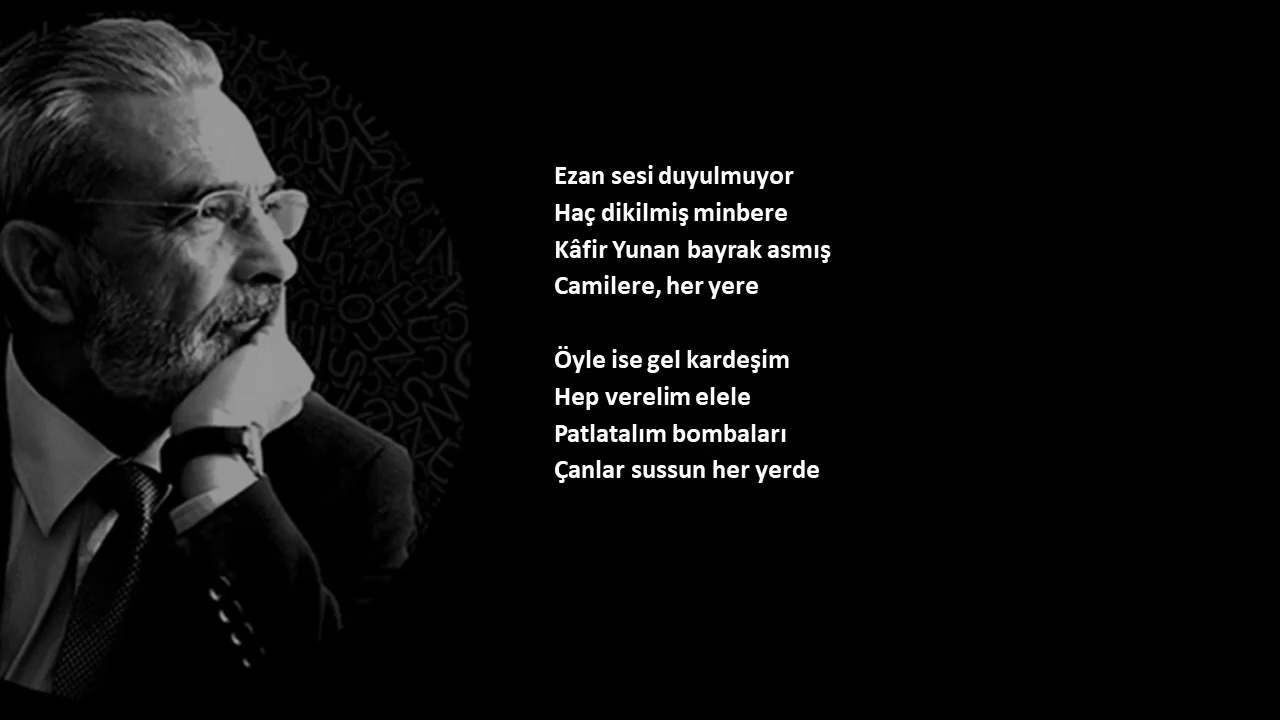 Ezan sesi duyulmuyor
Haç dikilmiş minbere
Kâfir Yunan bayrak asmış
Camilere, her yere
Öyle ise gel kardeşim
Hep verelim elele
Patlatalım bombaları
Çanlar sussun her yerde